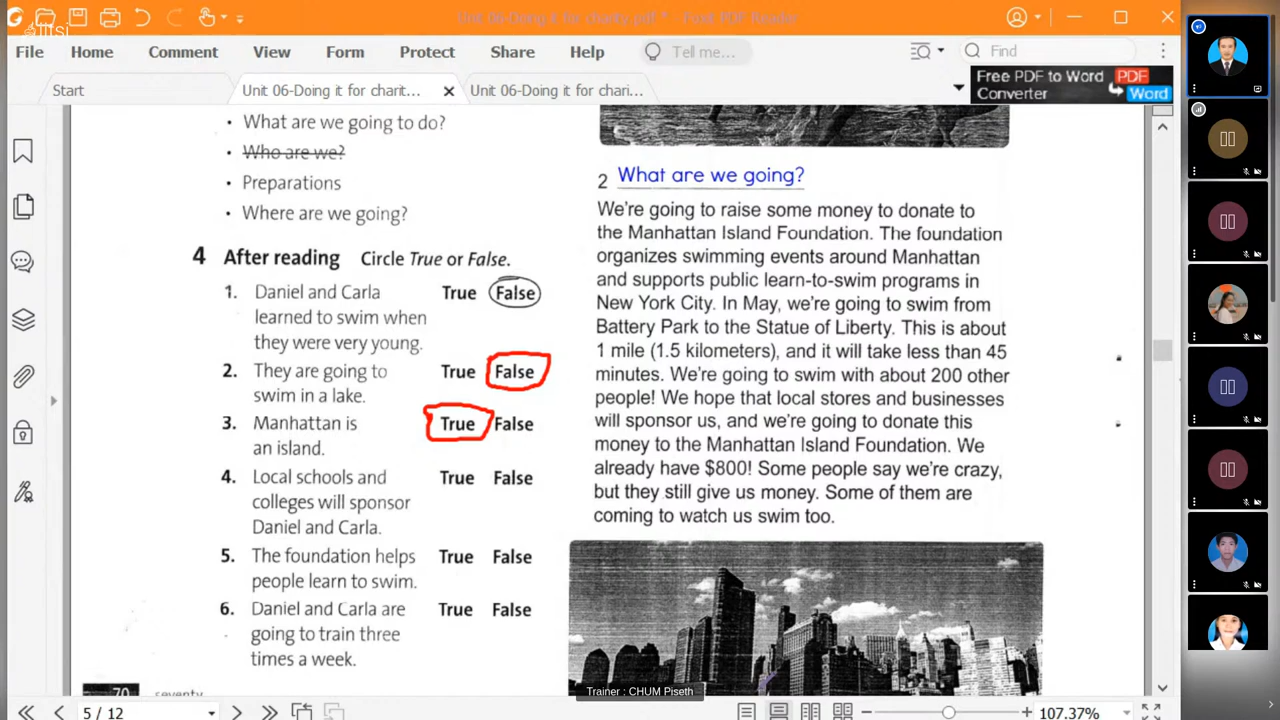 Unit 06-Doing it for charity.pdf * - Foxit PDF Reader
Jitsi
File Home Comment View Form Protect Share Help Tell me... Find
Start Unit 06-Doing it for charit... Unit 06-Doing it for chari...
Free PDF to Word PDF
Converter Word
• What are we going to do?
• Who are we?
• Preparations
• Where are we going?
4 After reading Circle True or False.
1. Daniel and Carla True False
learned to swim when
they were very young.
2. They are going to True False
swim in a lake.
3. Manhattan is True False
an island.
4. Local schools and True False
colleges will sponsor
Daniel and Carla.
5. The foundation helps True False
people learn to swim.
6. Daniel and Carla are True False
going to train three
times a week.
70 seventy
2 What are we going?
We're going to raise some money to donate to
the Manhattan Island Foundation. The foundation
organizes swimming events around Manhattan
and supports public learn-to-swim programs in
New York City. In May, we're going to swim from
Battery Park to the Statue of Liberty. This is about
1 mile (1.5 kilometers), and it will take less than 45
minutes. We're going to swim with about 200 other
people! We hope that local stores and businesses
will sponsor us, and we're going to donate this
money to the Manhattan Island Foundation. We
already have $800! Some people say we're crazy,
but they still give us money. Some of them are
coming to watch us swim too.
Trainer : CHUM Piseth
5 / 12
107.37%